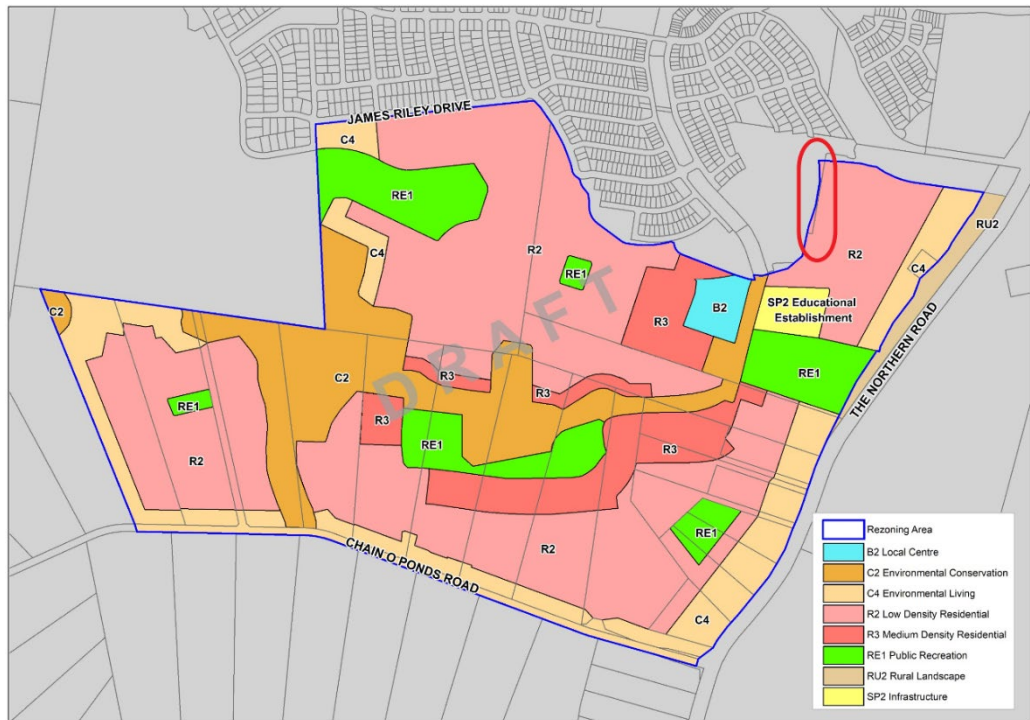 JAMES RILEY DRIVE
C4
RE1
RU2
R2
R2
C4
C4
RE1
B2
SP2 Educational
Establishment
C2
R3
THE NORTHERN ROAD
DRAFT
RE1
C2
R3
R3
RE1
R3
RE1
R3
R2
RE1
R2
CHAIN O PONDS ROAD
C4
Rezoning Area
B2 Local Centre
C2 Environmental Conservation
C4 Environmental Living
R2 Low Density Residential
R3 Medium Density Residential
RE1 Public Recreation
RU2 Rural Landscape
SP2 Infrastructure